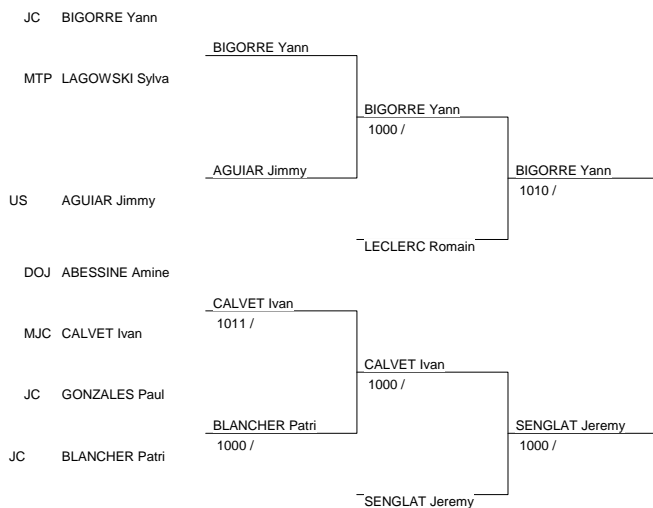 JC BIGORRE Yann
BIGORRE Yann
MTP LAGOWSKI Sylva
BIGORRE Yann
1000 /
AGUIAR Jimmy
BIGORRE Yann
1010 /
US AGUIAR Jimmy
LECLERC Romain
DOJ ABESSINE Amine
CALVET Ivan
1011 /
MJC CALVET Ivan
CALVET Ivan
1000 /
JC GONZALES Paul
BLANCHER Patri
1000 /
SENGLAT Jeremy
1000 /
JC BLANCHER Patri
SENGLAT Jeremy